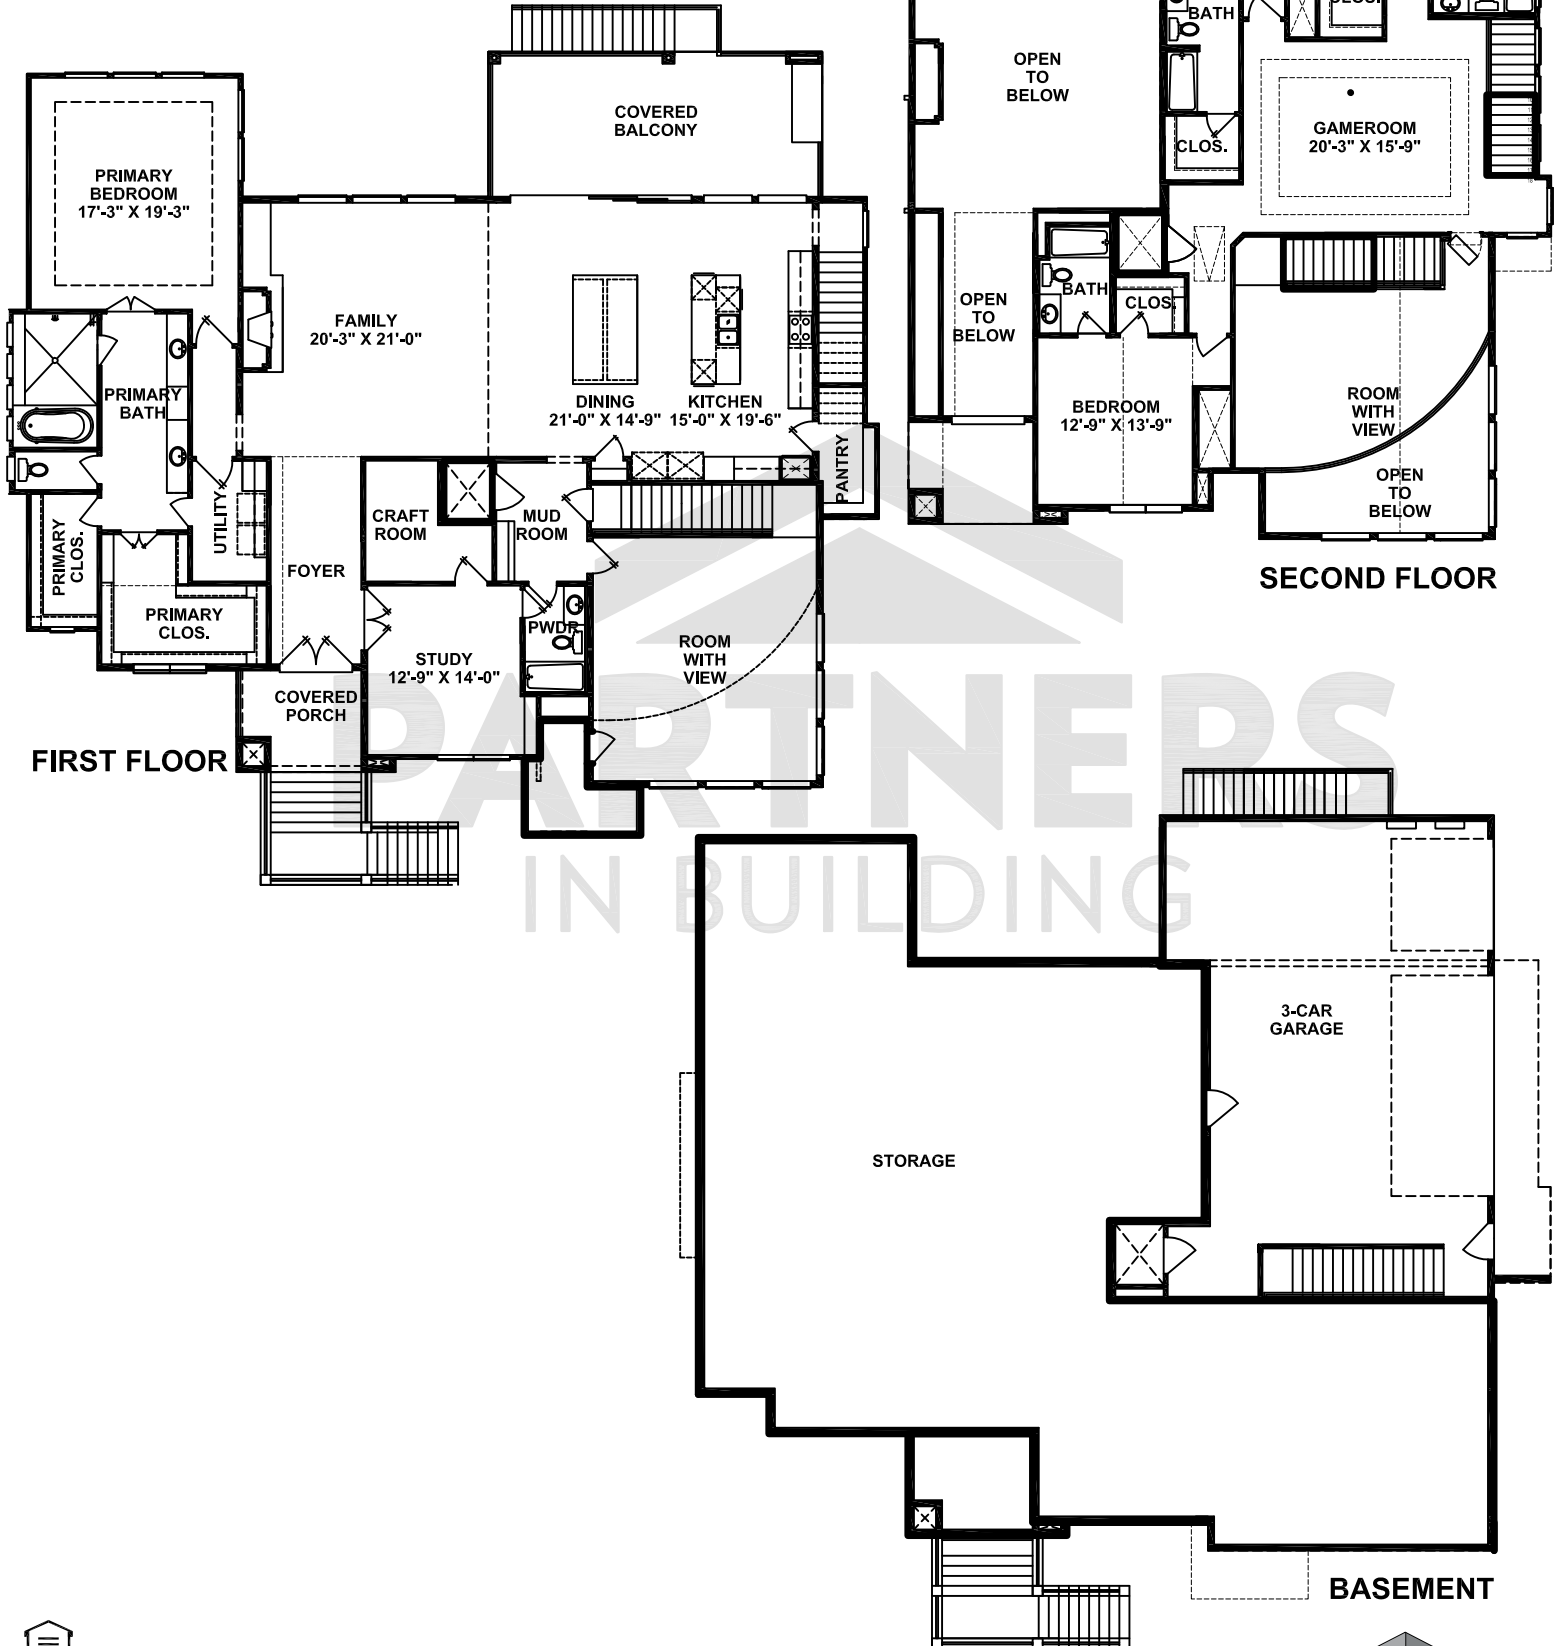 COVERED
BALCONY
PRIMARY
BEDROOM
17'-3" X 19'-3"
FAMILY
20'-3" X 21'-0"
DINING
21'-0" X 14'-9"
KITCHEN
15'-0" X 19'-6"
PRIMARY
BATH
PANTRY
UTILITY
CRAFT
ROOM
MUD
ROOM
PRIMARY
CLOS.
FOYER
PRIMARY
CLOS.
PWDR
STUDY
12'-9" X 14'-0"
ROOM
WITH
VIEW
COVERED
PORCH
FIRST FLOOR
BATH
CLOS.
OPEN
TO
BELOW
GAMEROOM
20'-3" X 15'-9"
CLOS.
BATH
CLOS.
OPEN
TO
BELOW
BEDROOM
12'-9" X 13'-9"
ROOM
WITH
VIEW
OPEN
TO
BELOW
SECOND FLOOR
PARTNERS
IN BUILDING
3-CAR
GARAGE
STORAGE
BASEMENT